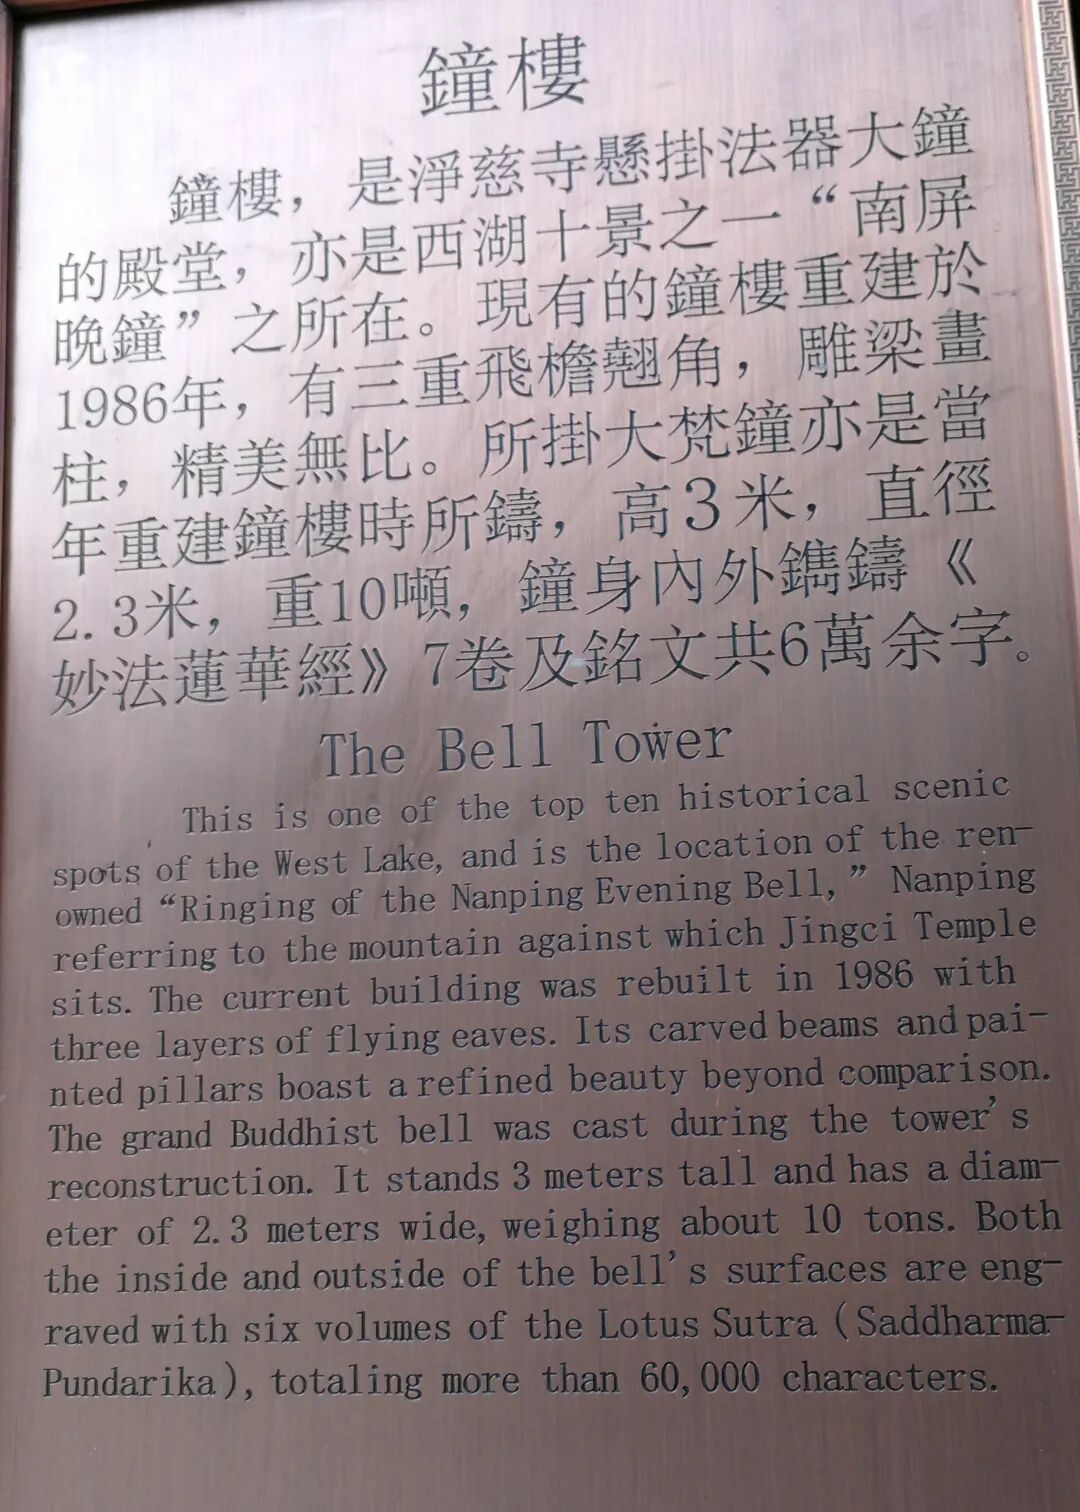 鐘樓
鐘樓，是淨慈寺懸掛法器大鐘
的殿堂，亦是西湖十景之一“南屏
晚鐘”之所在。現有的鐘樓重建於
1986年，有三重飛檐翹角，雕梁畫
柱，精美無比。所掛大梵鐘亦是當
年重建鐘樓時所鑄，高3米，直徑
2.3米，重10噸，鐘身內外鐫鑄《
妙法蓮華經》7卷及銘文共6萬余字。
The Bell Tower
This is one of the top ten historical scenic
spots of the West Lake, and is the location of the ren-
owned “Ringing of the Nanping Evening Bell,” Nanping
referring to the mountain against which Jingci Temple
sits. The current building was rebuilt in 1986 with
three layers of flying eaves. Its carved beams and pai-
nted pillars boast a refined beauty beyond comparison.
The grand Buddhist bell was cast during the tower's
reconstruction. It stands 3 meters tall and has a diam-
eter of 2.3 meters wide, weighing about 10 tons. Both
the inside and outside of the bell's surfaces are eng-
raved with six volumes of the Lotus Sutra (Saddharma-
Pundarika), totaling more than 60,000 characters.